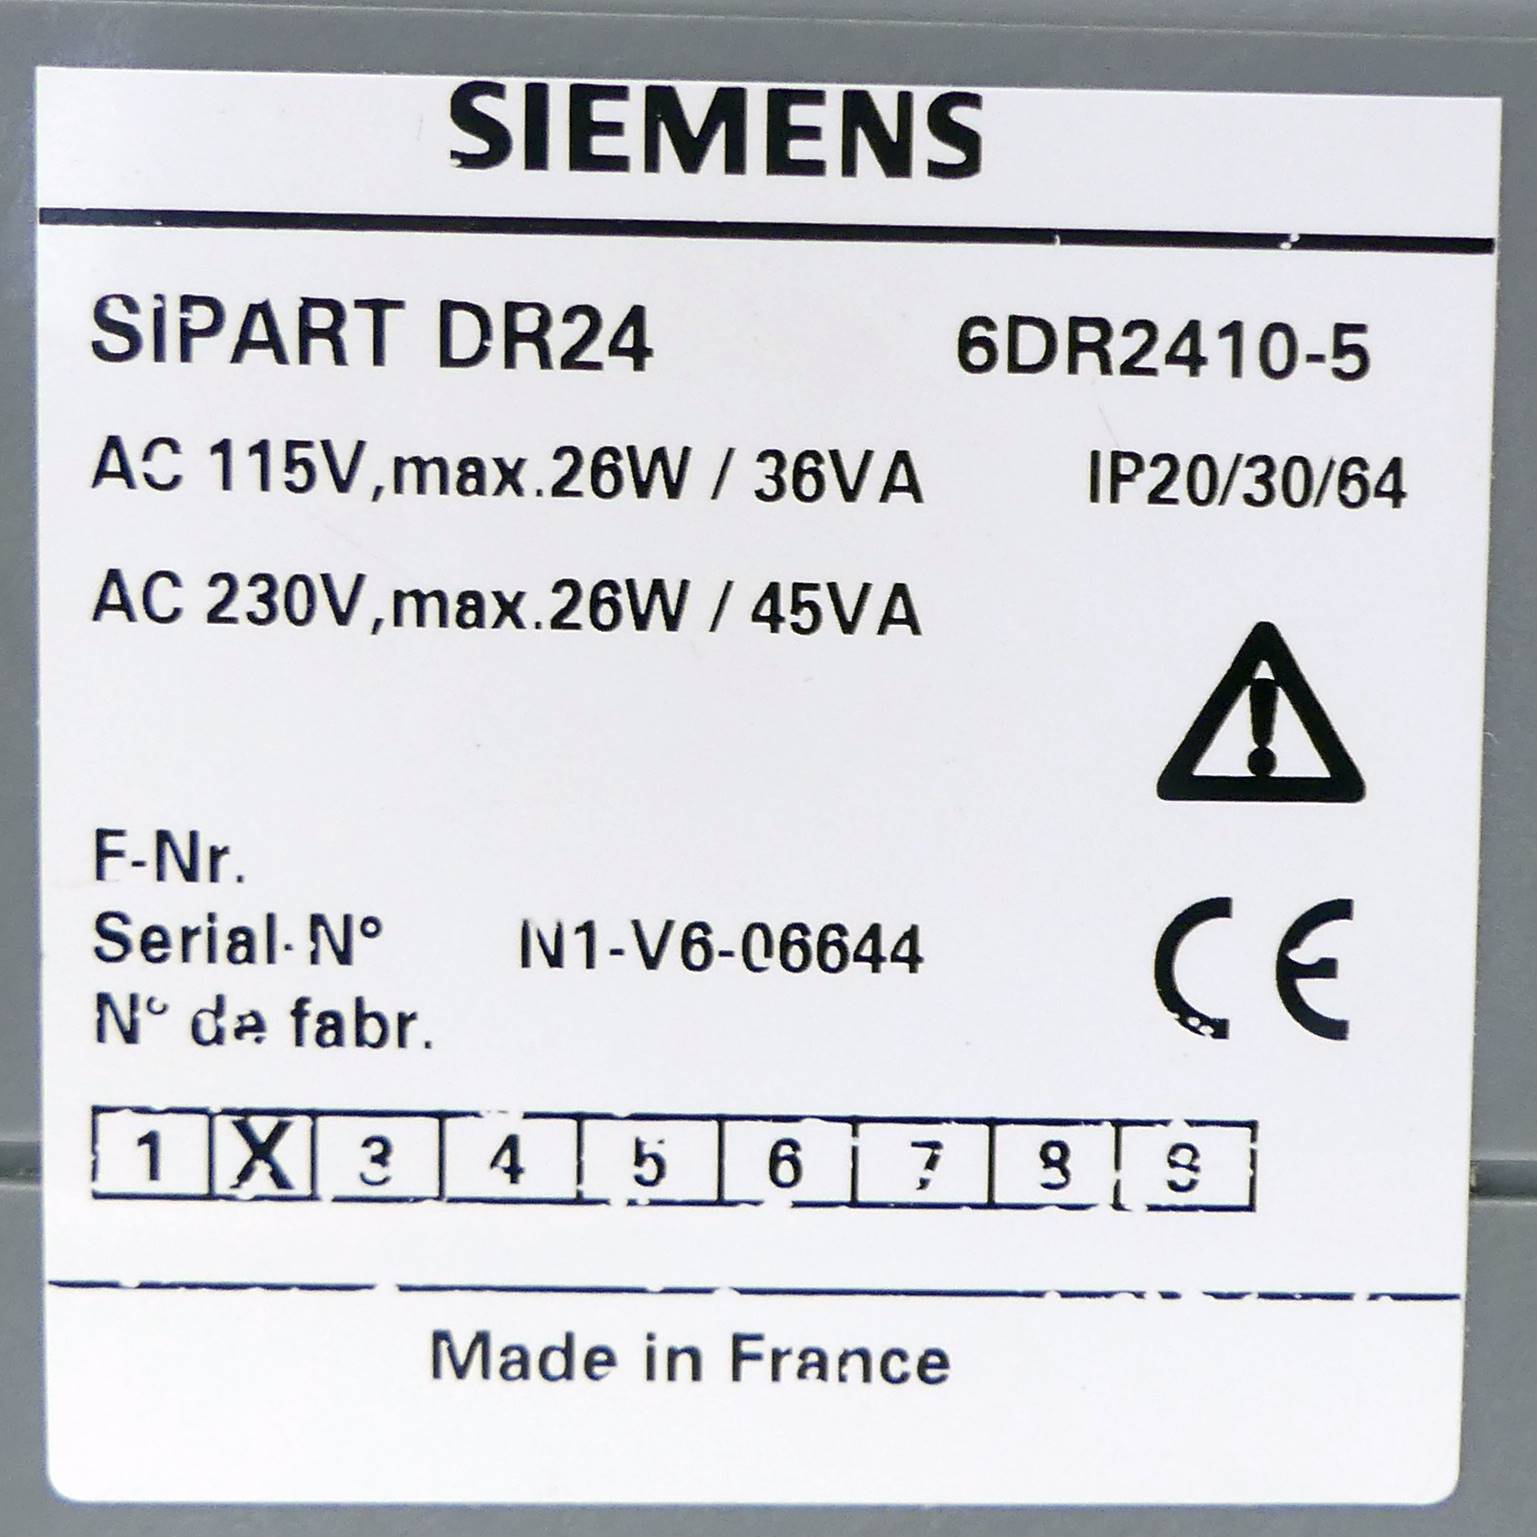 SIEMENS
SIPART DR24 6DR2410-5
AC 115V,max.26W / 36VA IP20/30/64
AC 230V,max.26W / 45VA
F-Nr.
Serial-N° N1-V6-06644
N° de fabr.
1 X 3 4 5 6 7 8 9
CE
Made in France